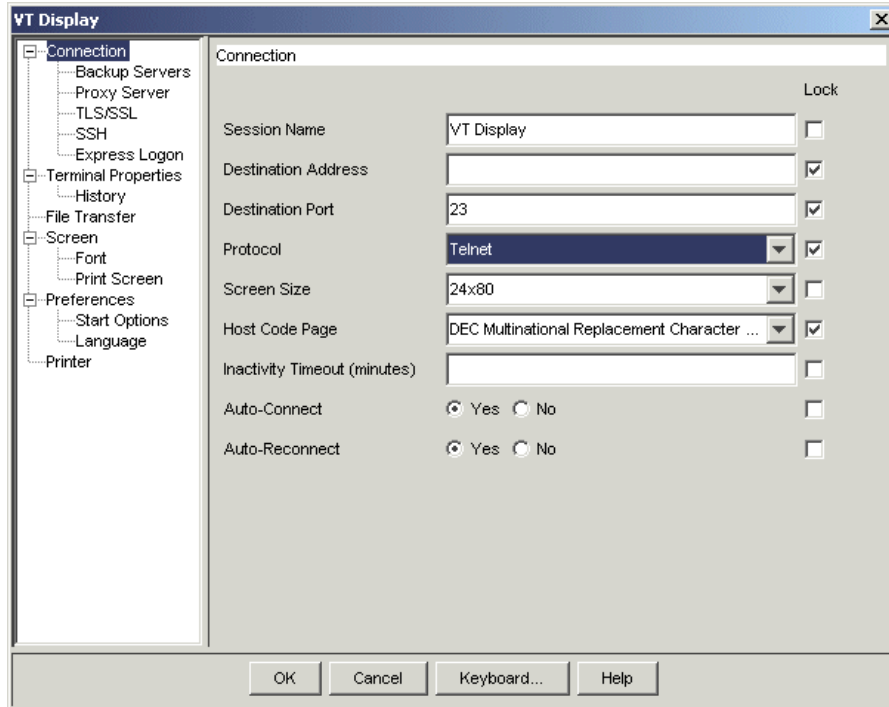 VT Display
Connection
Backup Servers
Proxy Server
TLS/SSL
SSH
Express Logon
Terminal Properties
History
File Transfer
Screen
Font
Print Screen
Preferences
Start Options
Language
Printer
Connection
Lock
Session Name VT Display
Destination Address
Destination Port 23
Protocol Telnet
Screen Size 24x80
Host Code Page DEC Multinational Replacement Character ...
Inactivity Timeout (minutes)
Auto-Connect Yes No
Auto-Reconnect Yes No
OK Cancel Keyboard... Help